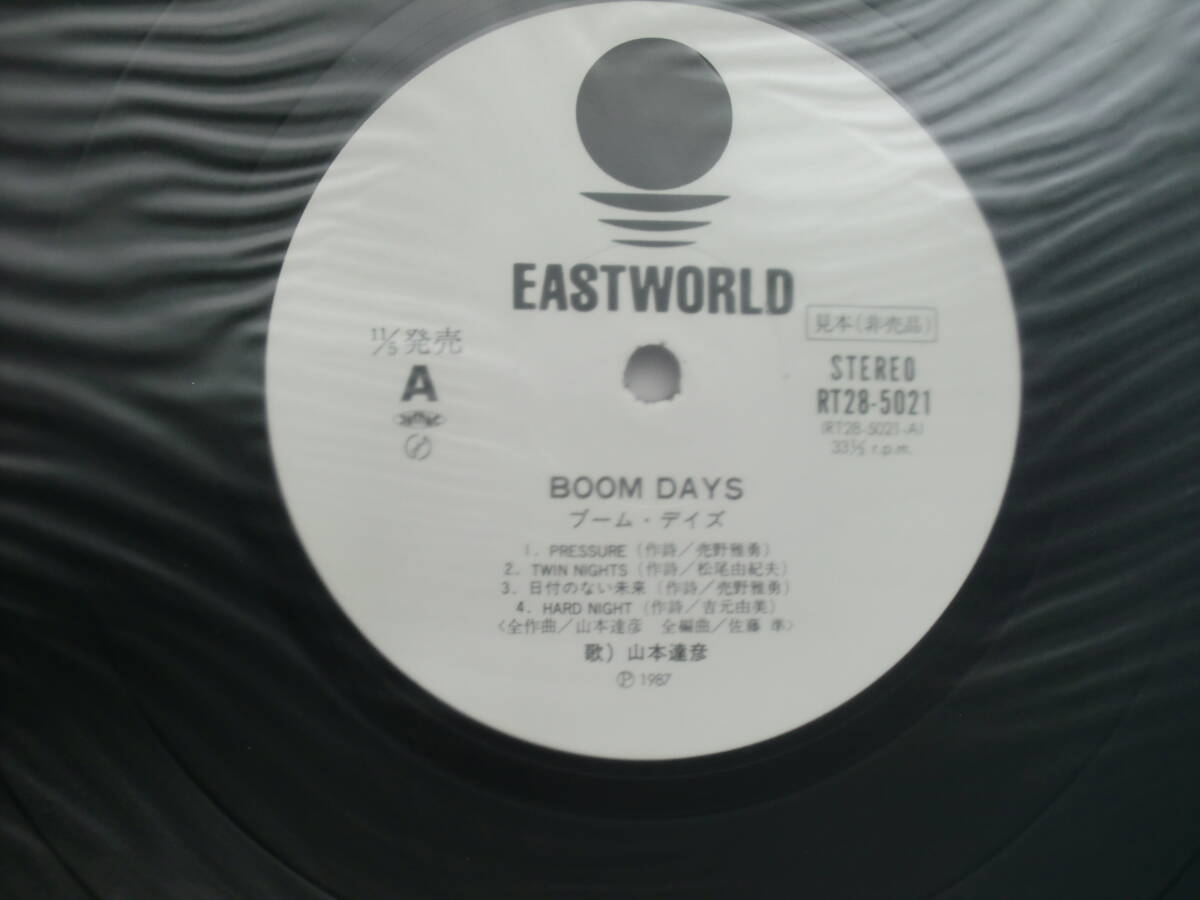 EASTWORLD
見本(非売品)
11/5発売
A
STEREO
RT28-5021
(RT28-5021-A)
33⅓ r.p.m.
BOOM DAYS
ブーム・デイズ
1. PRESSURE (作詩/売野雅勇)
2. TWIN NIGHTS (作詩/松尾由紀夫)
3. 日付のない未来 (作詩/売野雅勇)
4. HARD NIGHT (作詩/吉元由美)
〈全作曲/山本達彦 全編曲/佐藤 準〉
歌) 山本達彦
Ⓟ 1987